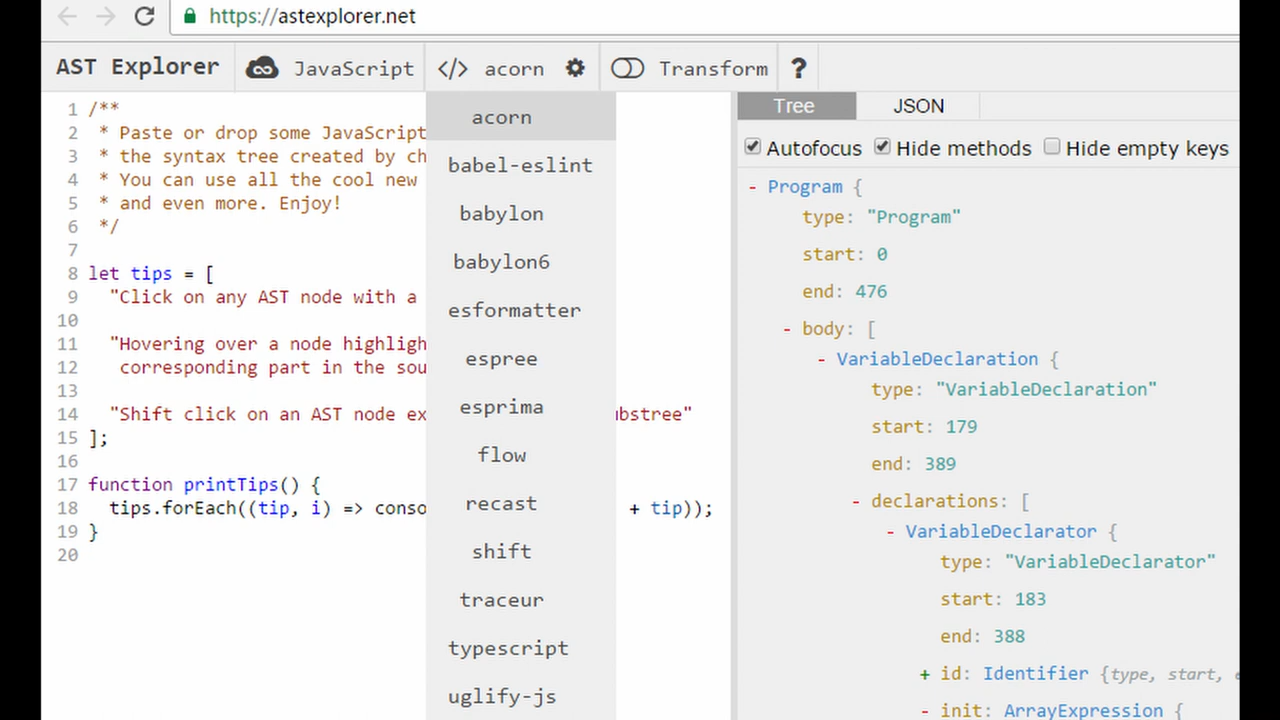 https://astexplorer.net
AST Explorer JavaScript </> acorn Transform ?
1 /**
2 * Paste or drop some JavaScript
3 * the syntax tree created by ch
4 * You can use all the cool new
5 * and even more. Enjoy!
6 */
7
8 let tips = [
9 "Click on any AST node with a
10
11 "Hovering over a node highligh
12 corresponding part in the sou
13
14 "Shift click on an AST node ex
bstree"
15 ];
16
17 function printTips() {
18 tips.forEach((tip, i) => conso
+ tip));
19 }
20
acorn
babel-eslint
babylon
babylon6
esformatter
espree
esprima
flow
recast
shift
traceur
typescript
uglify-js
Tree JSON
Autofocus Hide methods Hide empty keys
- Program {
type: "Program"
start: 0
end: 476
- body: [
- VariableDeclaration {
type: "VariableDeclaration"
start: 179
end: 389
- declarations: [
- VariableDeclarator {
type: "VariableDeclarator"
start: 183
end: 388
+ id: Identifier {type, start,
- init: ArrayExpression {